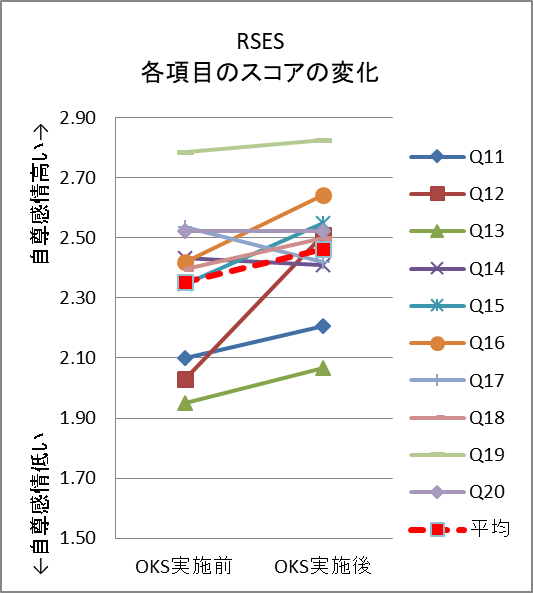 RSES
各項目のスコアの変化
自尊感情高い→
←自尊感情低い
2.90
2.70
2.50
2.30
2.10
1.90
1.70
1.50
OKS実施前
OKS実施後
Q11
Q12
Q13
Q14
Q15
Q16
Q17
Q18
Q19
Q20
平均